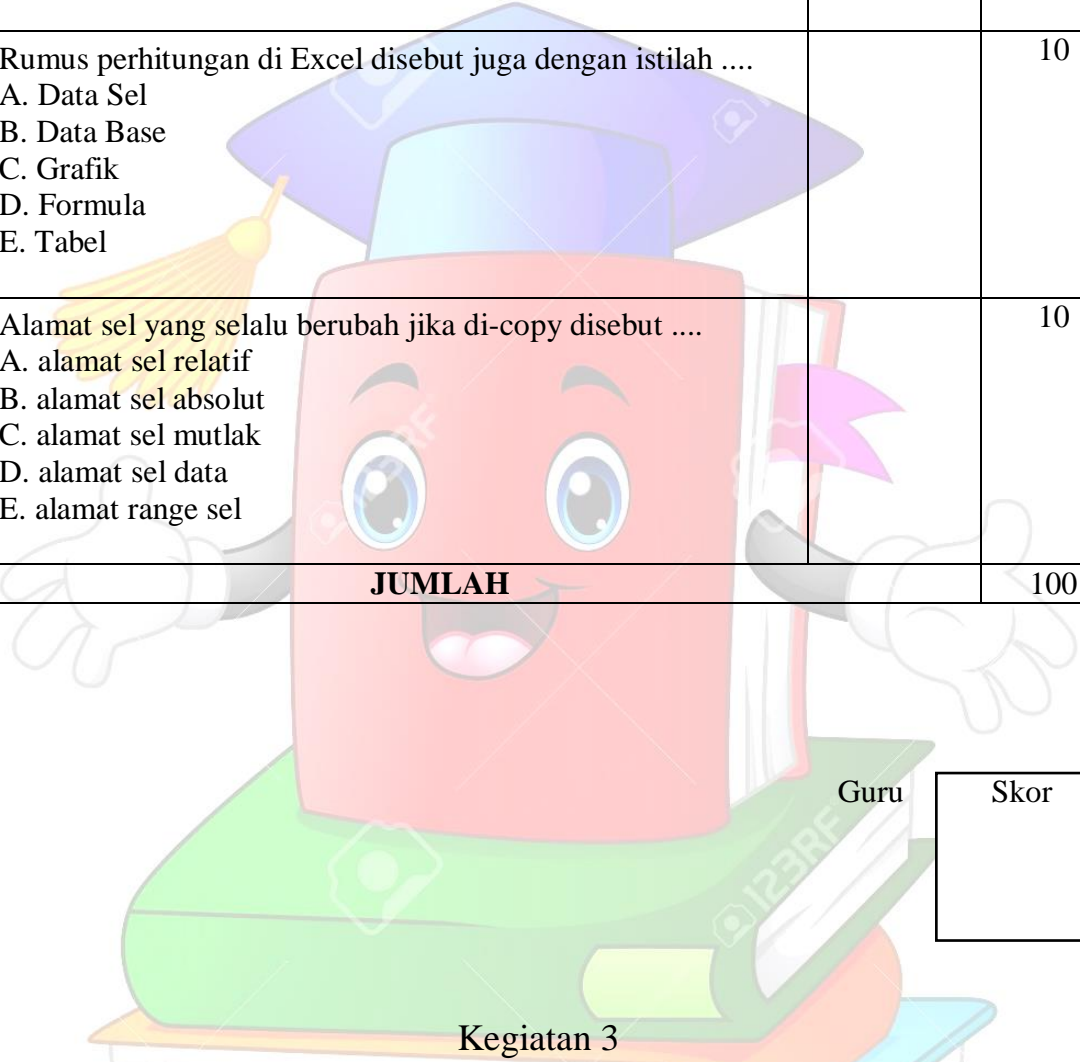 Rumus perhitungan di Excel disebut juga dengan istilah .... 10
A. Data Sel
B. Data Base
C. Grafik
D. Formula
E. Tabel
Alamat sel yang selalu berubah jika di-copy disebut .... 10
A. alamat sel relatif
B. alamat sel absolut
C. alamat sel mutlak
D. alamat sel data
E. alamat range sel
JUMLAH 100
Guru Skor
123RF
123RF
Kegiatan 3